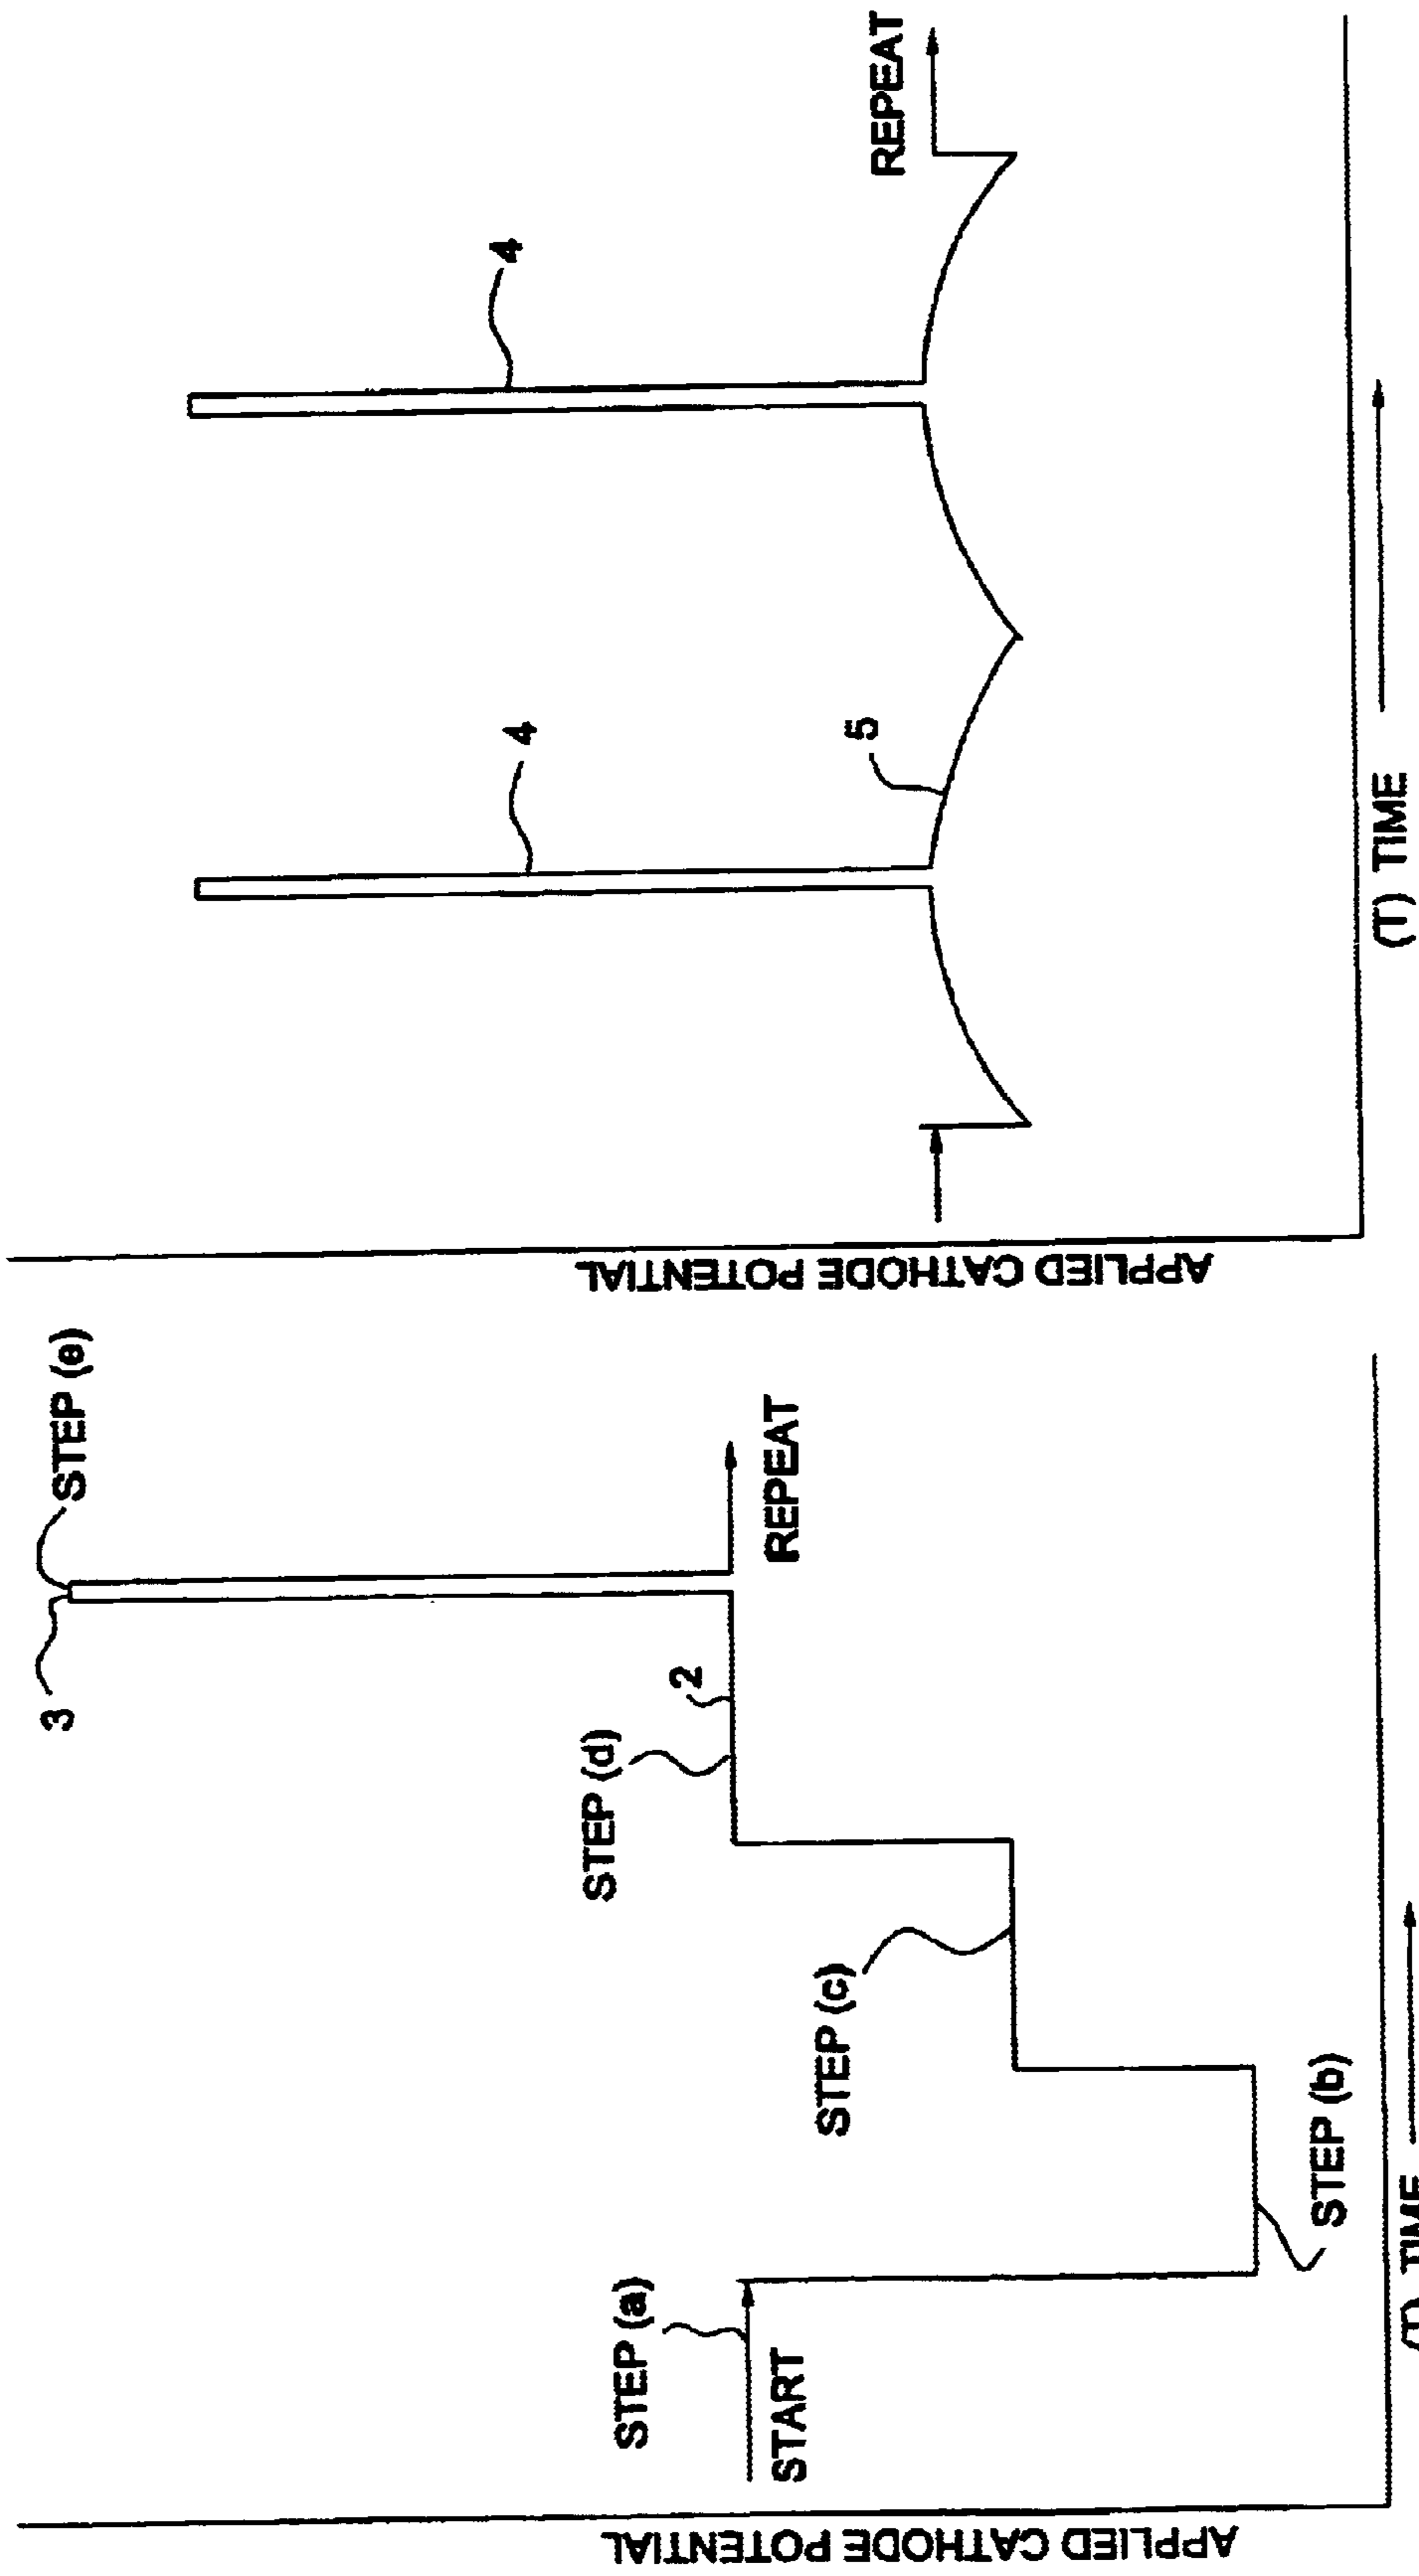 APPLIED CATHODE POTENTIAL
3
STEP (e)
STEP (a)
STEP (d)
2
START
REPEAT
STEP (c)
STEP (b)
(T) TIME
APPLIED CATHODE POTENTIAL
4
4
5
REPEAT
(T) TIME